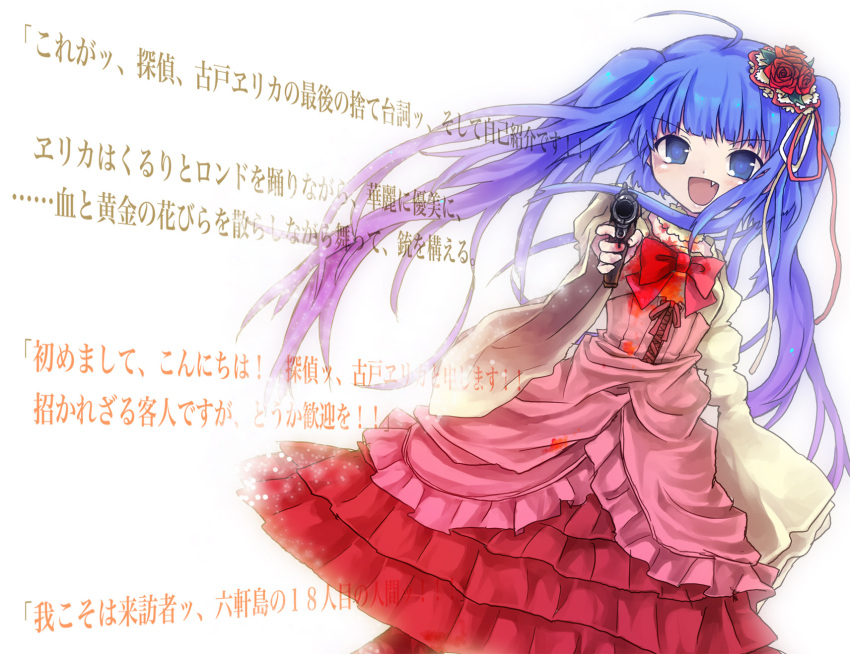 「これがッ、探偵、古戸ヱリカの最後の捨て台詞ッ、そして自己紹介です！！
ヱリカはくるりとロンドを踊りながら、華麗に優美に、
……血と黄金の花びらを散らしながら舞って、銃を構える。
「初めまして、こんにちは！　探偵ッ、古戸ヱリカと申します！！
招かれざる客人ですが、どうか歓迎を！！」
「我こそは来訪者ッ、六軒島の１８人目の人間ッ！！